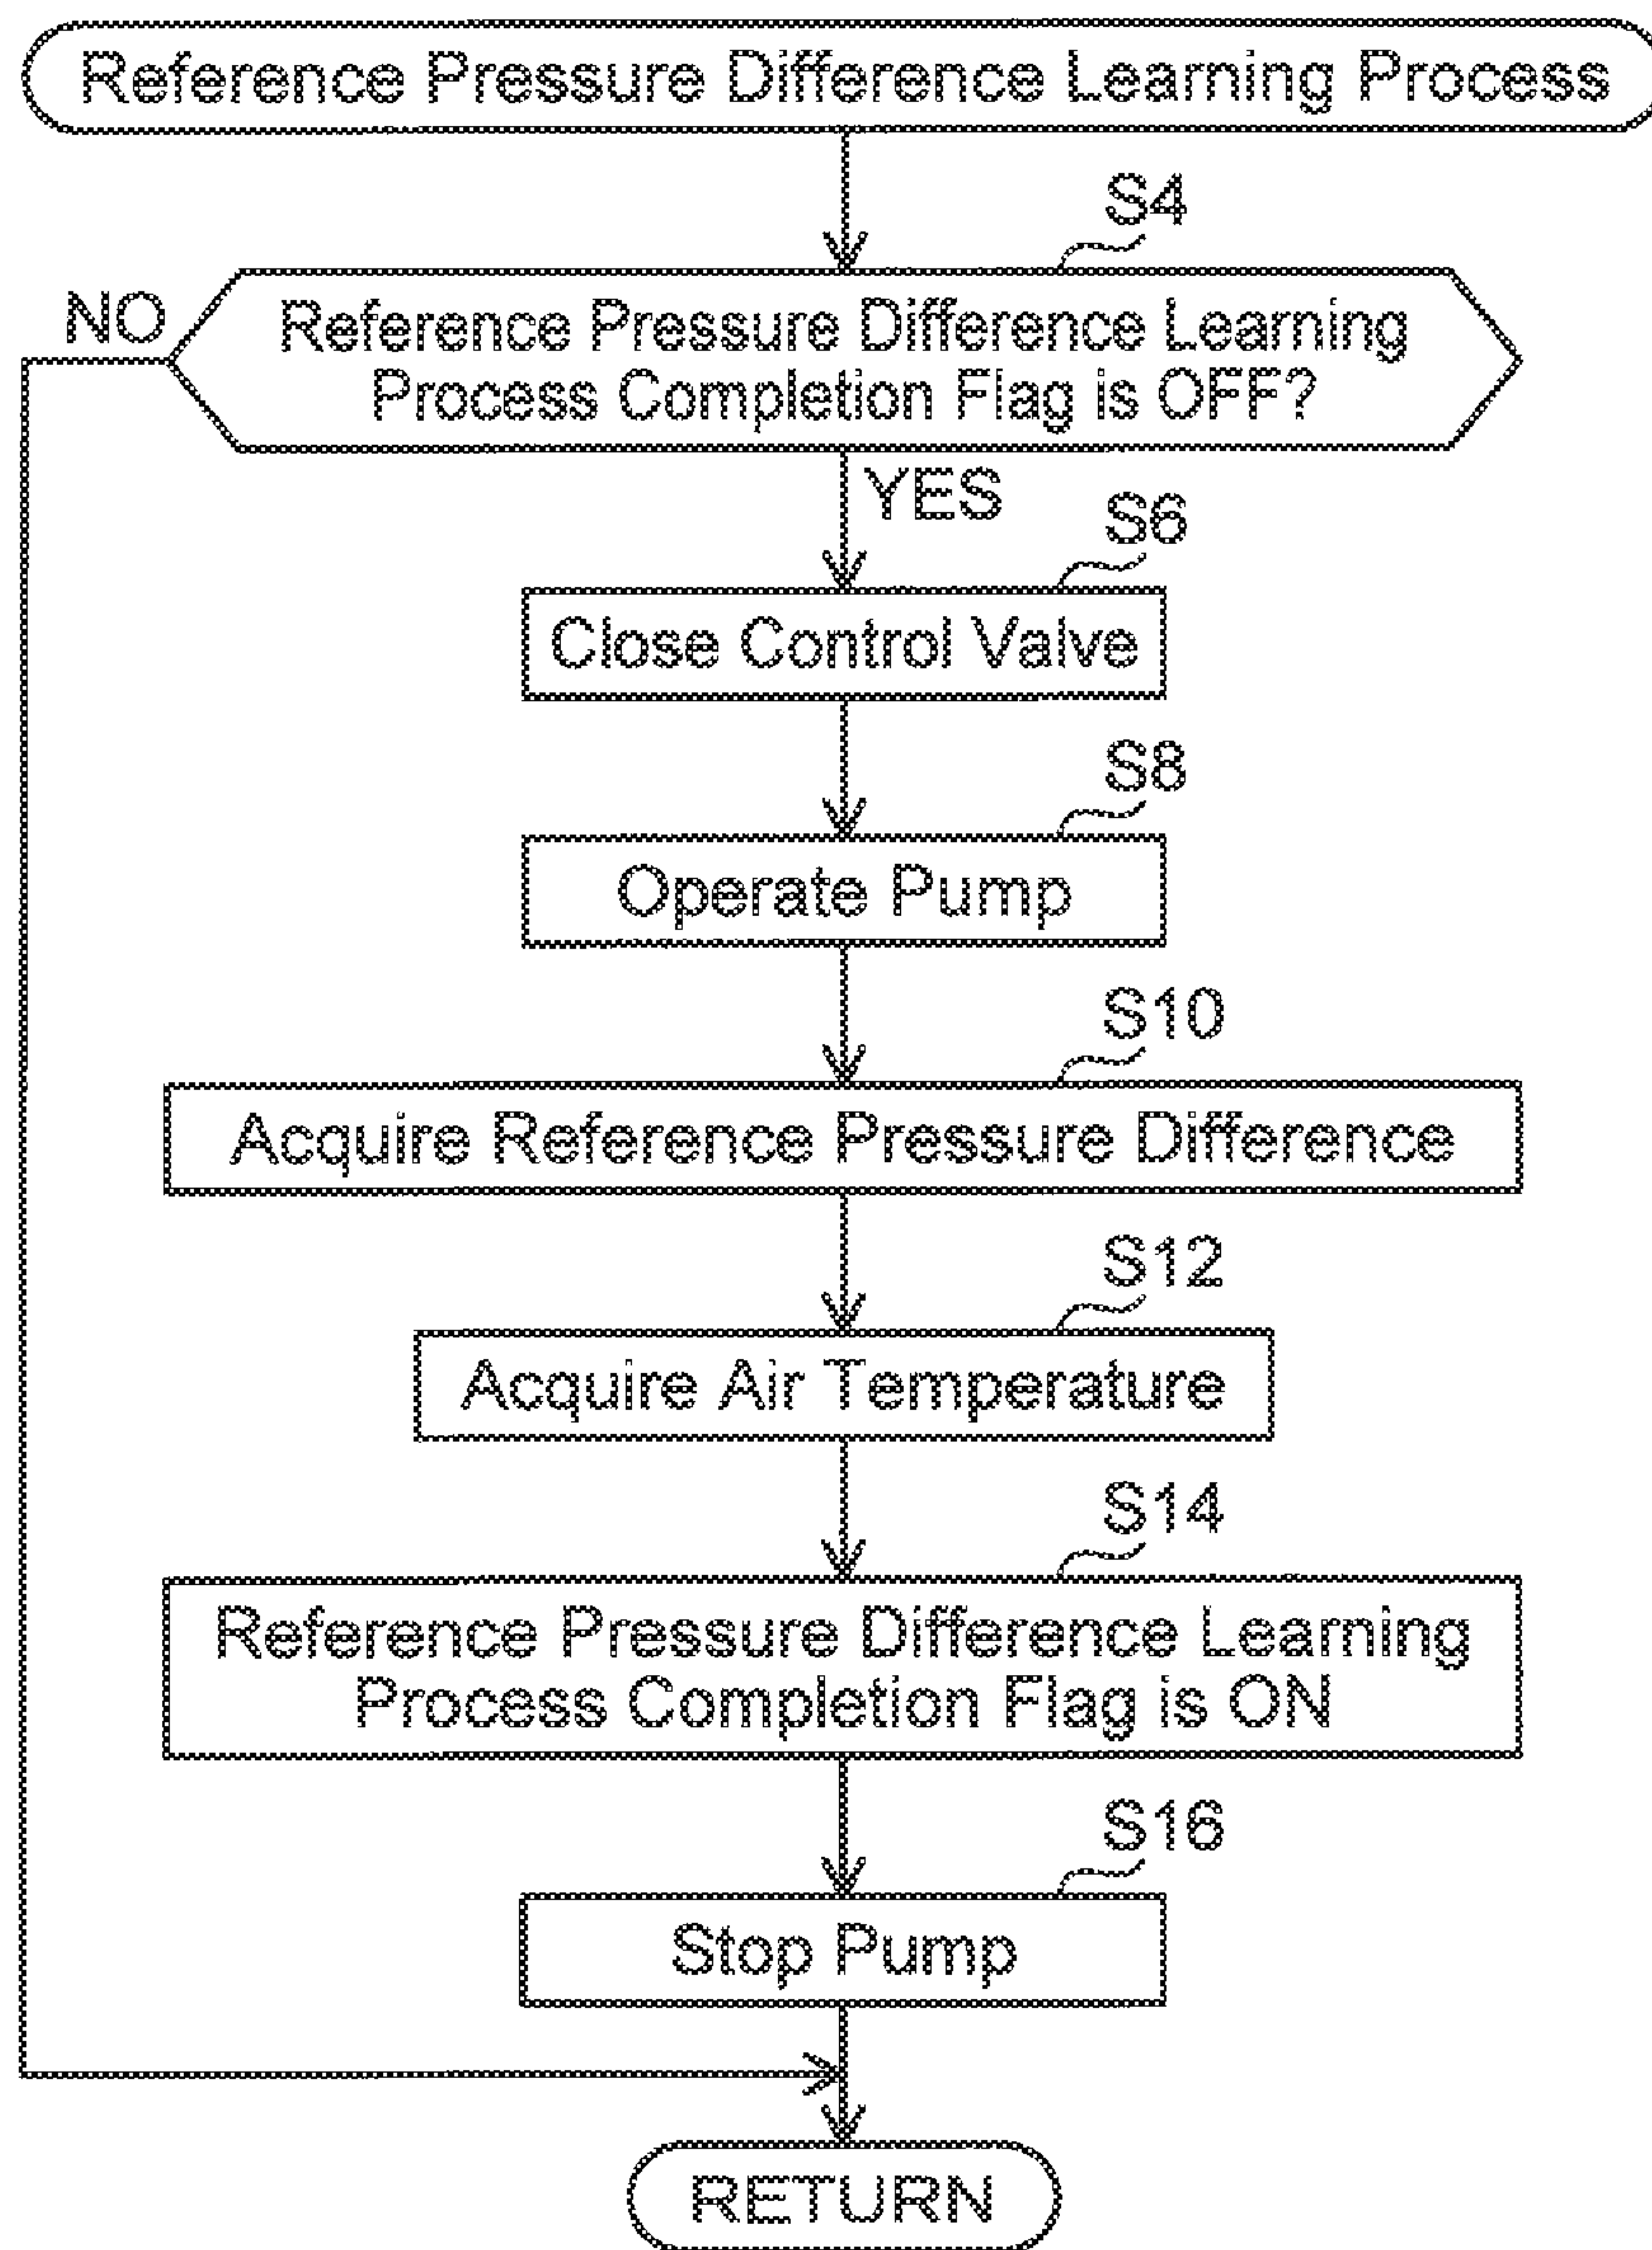 Reference Pressure Difference Learning Process
S4
NO
Reference Pressure Difference Learning
Process Completion Flag is OFF?
YES
S6
Close Control Valve
S8
Operate Pump
S10
Acquire Reference Pressure Difference
S12
Acquire Air Temperature
S14
Reference Pressure Difference Learning
Process Completion Flag is ON
S16
Stop Pump
RETURN